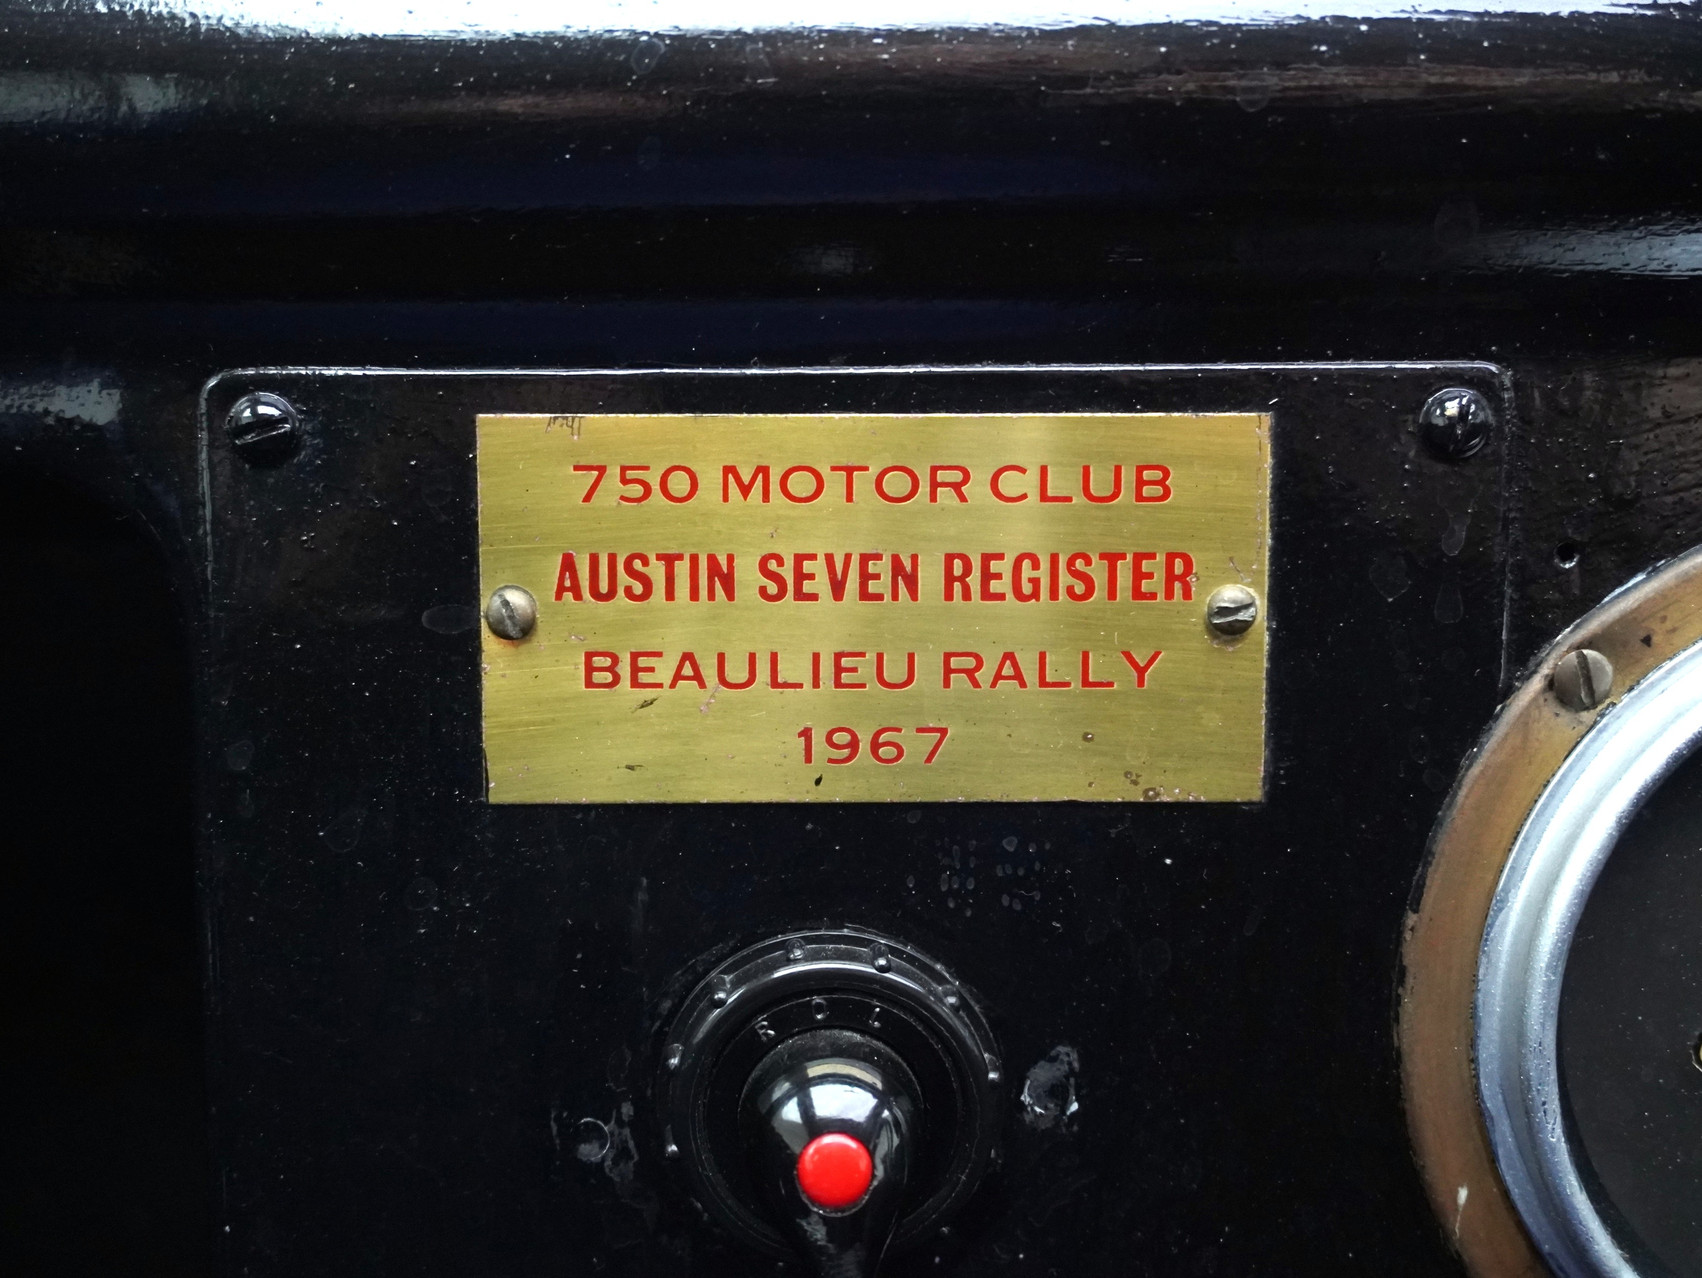 750 MOTOR CLUB
AUSTIN SEVEN REGISTER
BEAULIEU RALLY
1967
R O L